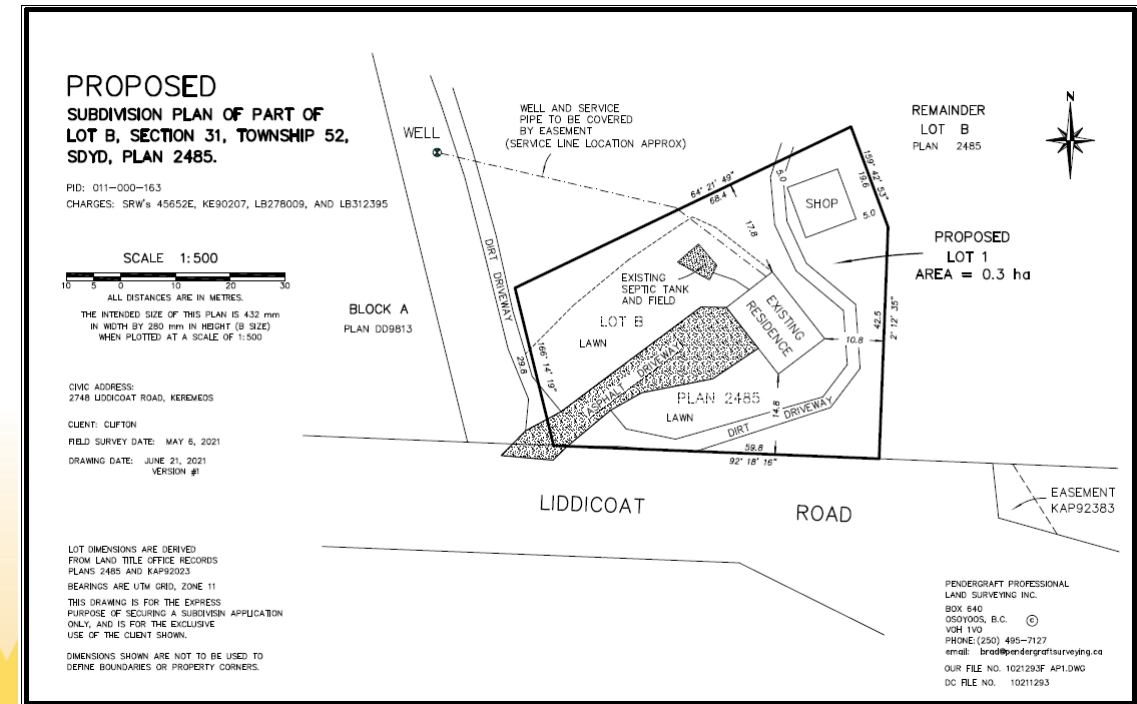 PROPOSED
SUBDIVISION PLAN OF PART OF
LOT B, SECTION 31, TOWNSHIP 52,
SDYD, PLAN 2485.
PID: 011-000-163
CHARGES: SRW's 45652E, KE90207, LB278009, AND LB312395
SCALE 1:500
10 5 0 10 20 30
ALL DISTANCES ARE IN METRES.
THE INTENDED SIZE OF THIS PLAN IS 432 mm
IN WIDTH BY 280 mm IN HEIGHT (B SIZE)
WHEN PLOTTED AT A SCALE OF 1:500
CIVIC ADDRESS:
2748 LIDDICOAT ROAD, KEREMEOS
CLIENT: CLIFTON
FIELD SURVEY DATE: MAY 6, 2021
DRAWING DATE: JUNE 21, 2021
VERSION #1
LOT DIMENSIONS ARE DERIVED
FROM LAND TITLE OFFICE RECORDS
PLANS 2485 AND KAP92023
BEARINGS ARE UTM GRID, ZONE 11
THIS DRAWING IS FOR THE EXPRESS
PURPOSE OF SECURING A SUBDIVISIN APPLICATION
ONLY, AND IS FOR THE EXCLUSIVE
USE OF THE CLIENT SHOWN.
DIMENSIONS SHOWN ARE NOT TO BE USED TO
DEFINE BOUNDARIES OR PROPERTY CORNERS.
WELL
WELL AND SERVICE
PIPE TO BE COVERED
BY EASEMENT
(SERVICE LINE LOCATION APPROX)
REMAINDER
LOT B
PLAN 2485
N
DIRT DRIVEWAY
BLOCK A
PLAN DD9813
64° 21' 49"
68.4
159° 42' 53"
19.6
5.0
SHOP
5.0
17.8
PROPOSED
LOT 1
AREA = 0.3 ha
EXISTING
SEPTIC TANK
AND FIELD
EXISTING
RESIDENCE
LOT B
LAWN
166° 14' 19"
29.8
10.8
42.5
2° 12' 35"
ASPHALT DRIVEWAY
PLAN 2485
LAWN
14.8
DIRT DRIVEWAY
59.8
92° 18' 16"
LIDDICOAT ROAD
EASEMENT
KAP92383
PENDERGRAFT PROFESSIONAL
LAND SURVEYING INC.
BOX 640
OSOYOOS, B.C. ©
V0H 1V0
PHONE:(250) 495-7127
email: brad@pendergraftsurveying.ca
OUR FILE NO. 1021293F AP1.DWG
DC FILE NO. 10211293